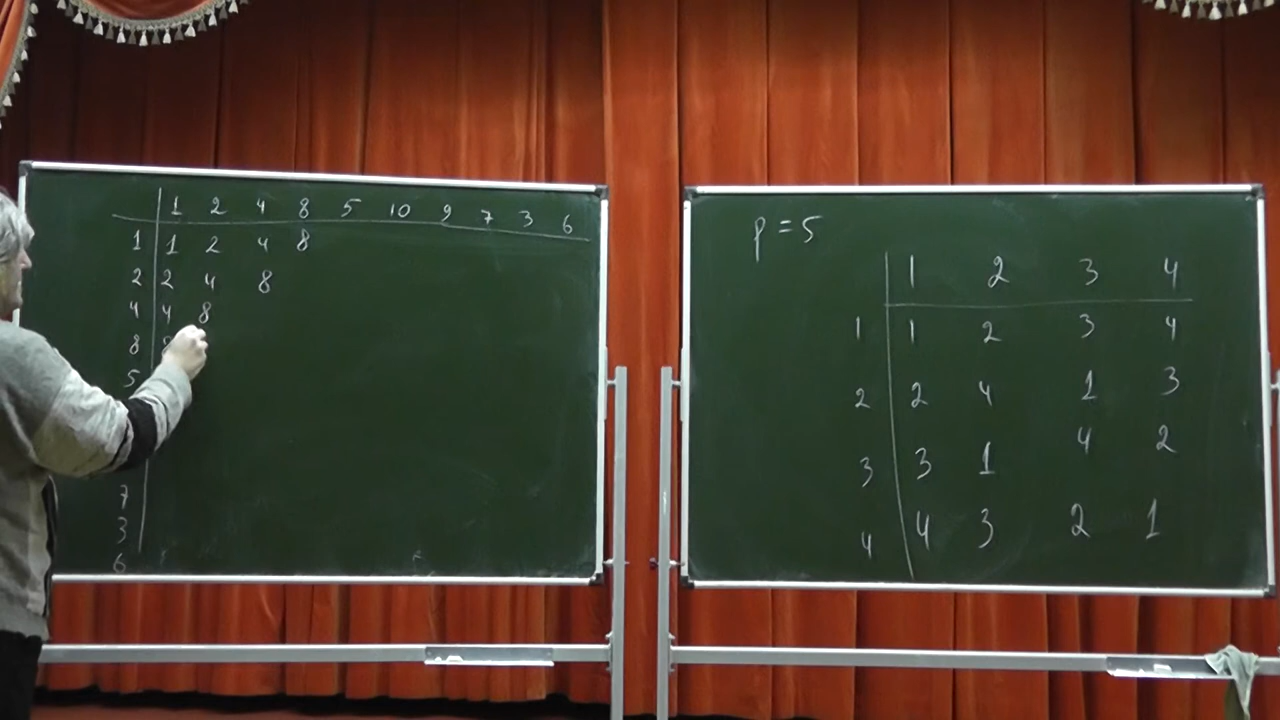 1 2 4 8 5 10 9 7 3 6
1 1 2 4 8
2 2 4 8
4 4 8
8
5
7
3
6
p = 5
1 2 3 4
1 1 2 3 4
2 2 4 1 3
3 3 1 4 2
4 4 3 2 1